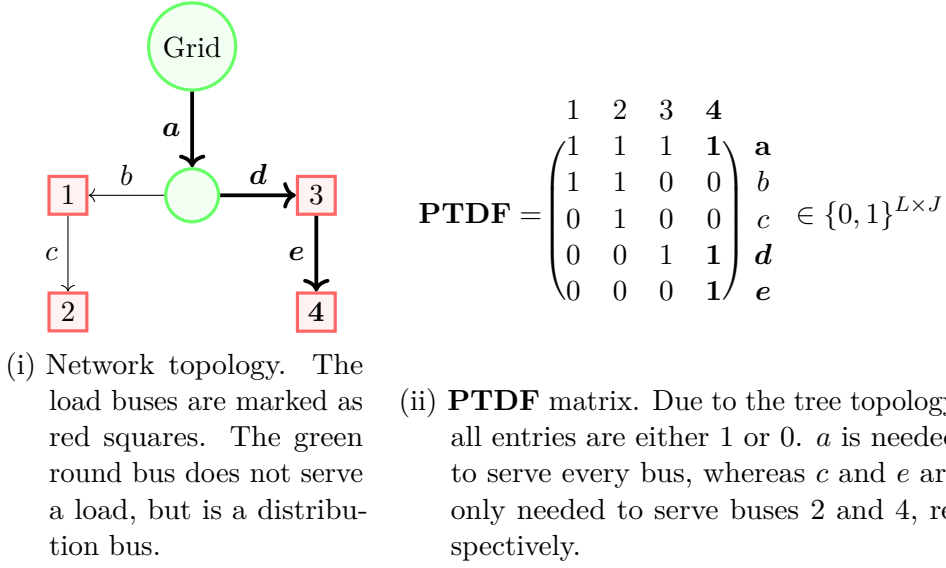 Grid
a
b
d
1
3
c
e
2
4
(i) Network topology. The
load buses are marked as
red squares. The green
round bus does not serve
a load, but is a distribu-
tion bus.
1 2 3 4
1 1 1 1 a
1 1 0 0 b
PTDF = 0 1 0 0 c ∈ {0, 1}^{L×J}
0 0 1 1 d
0 0 0 1 e
(ii) PTDF matrix. Due to the tree topology
all entries are either 1 or 0. a is needed
to serve every bus, whereas c and e ar
only needed to serve buses 2 and 4, re
spectively.